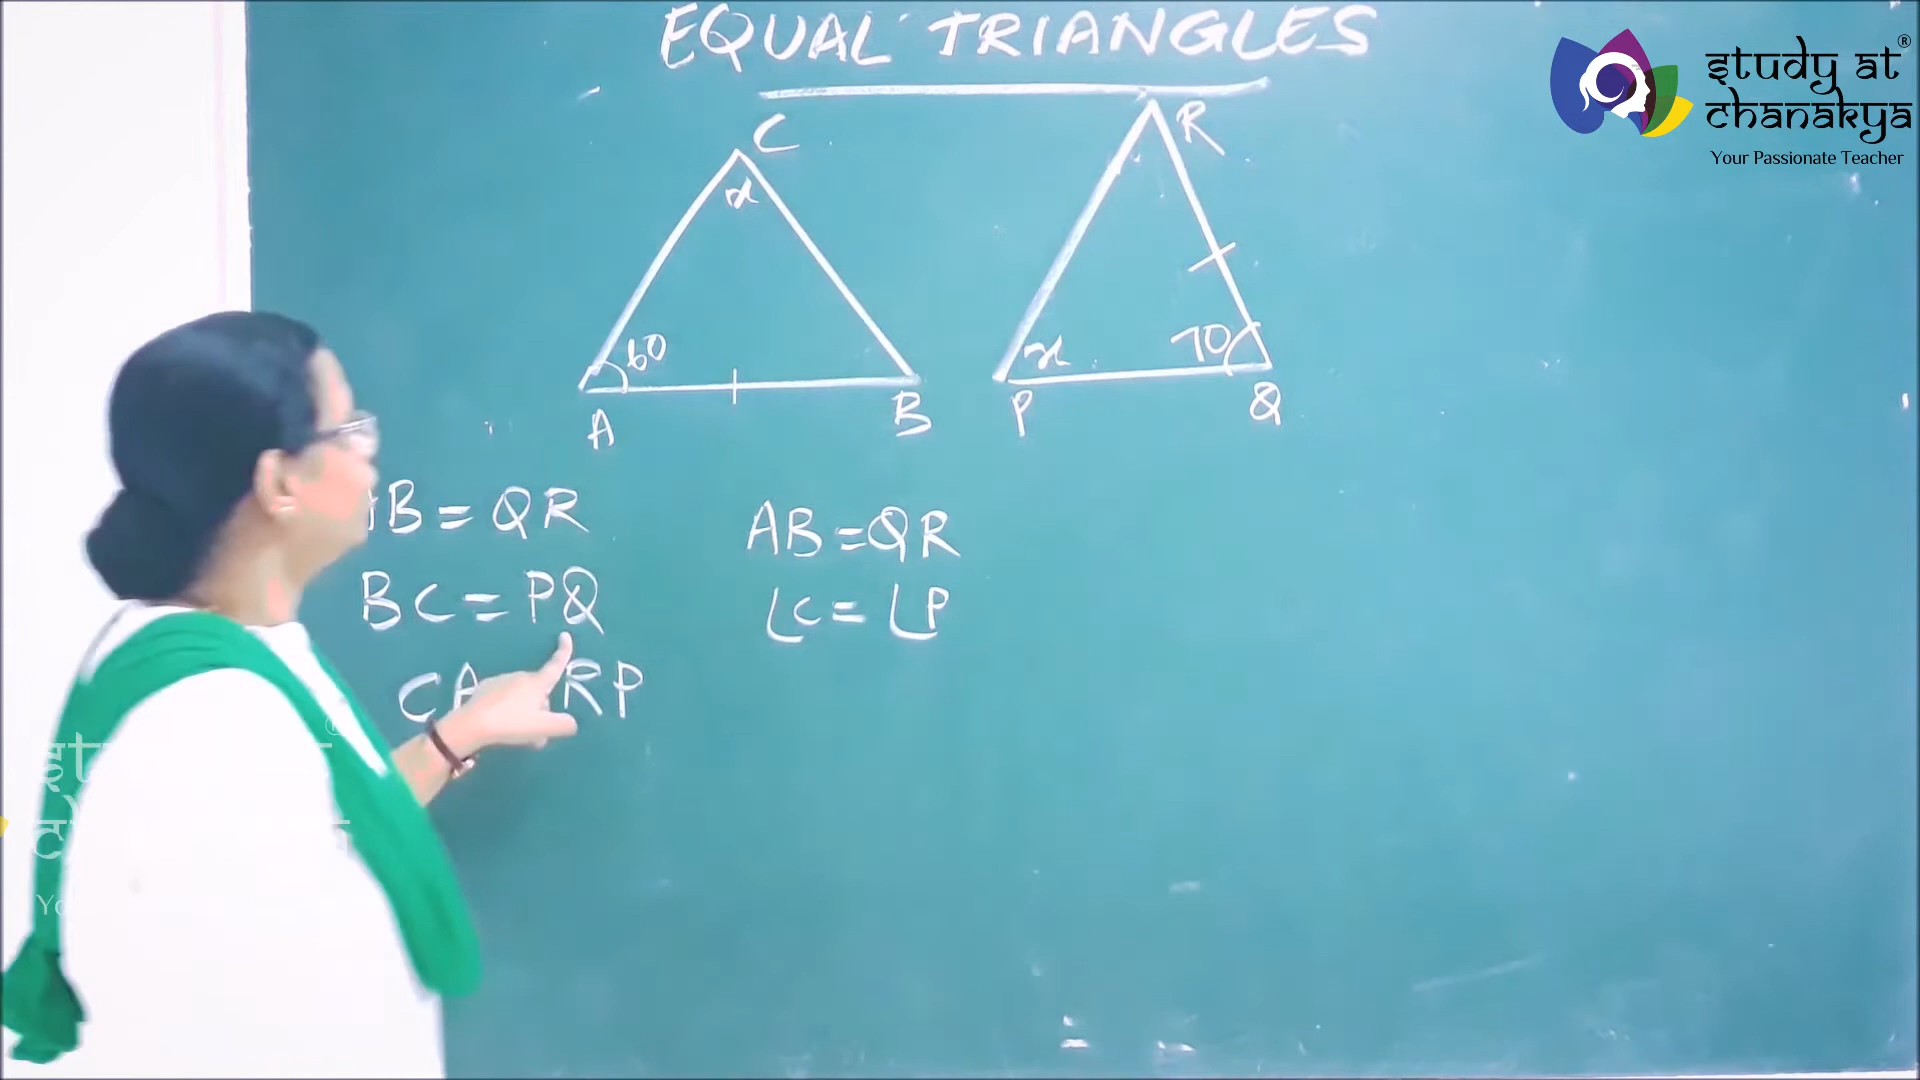 EQUAL TRIANGLES
study at
chanakya
®
Your Passionate Teacher
C
R
x
60
x
70
A
B
P
Q
B = QR
AB = QR
BC = PQ
∠C = ∠P
CA RP